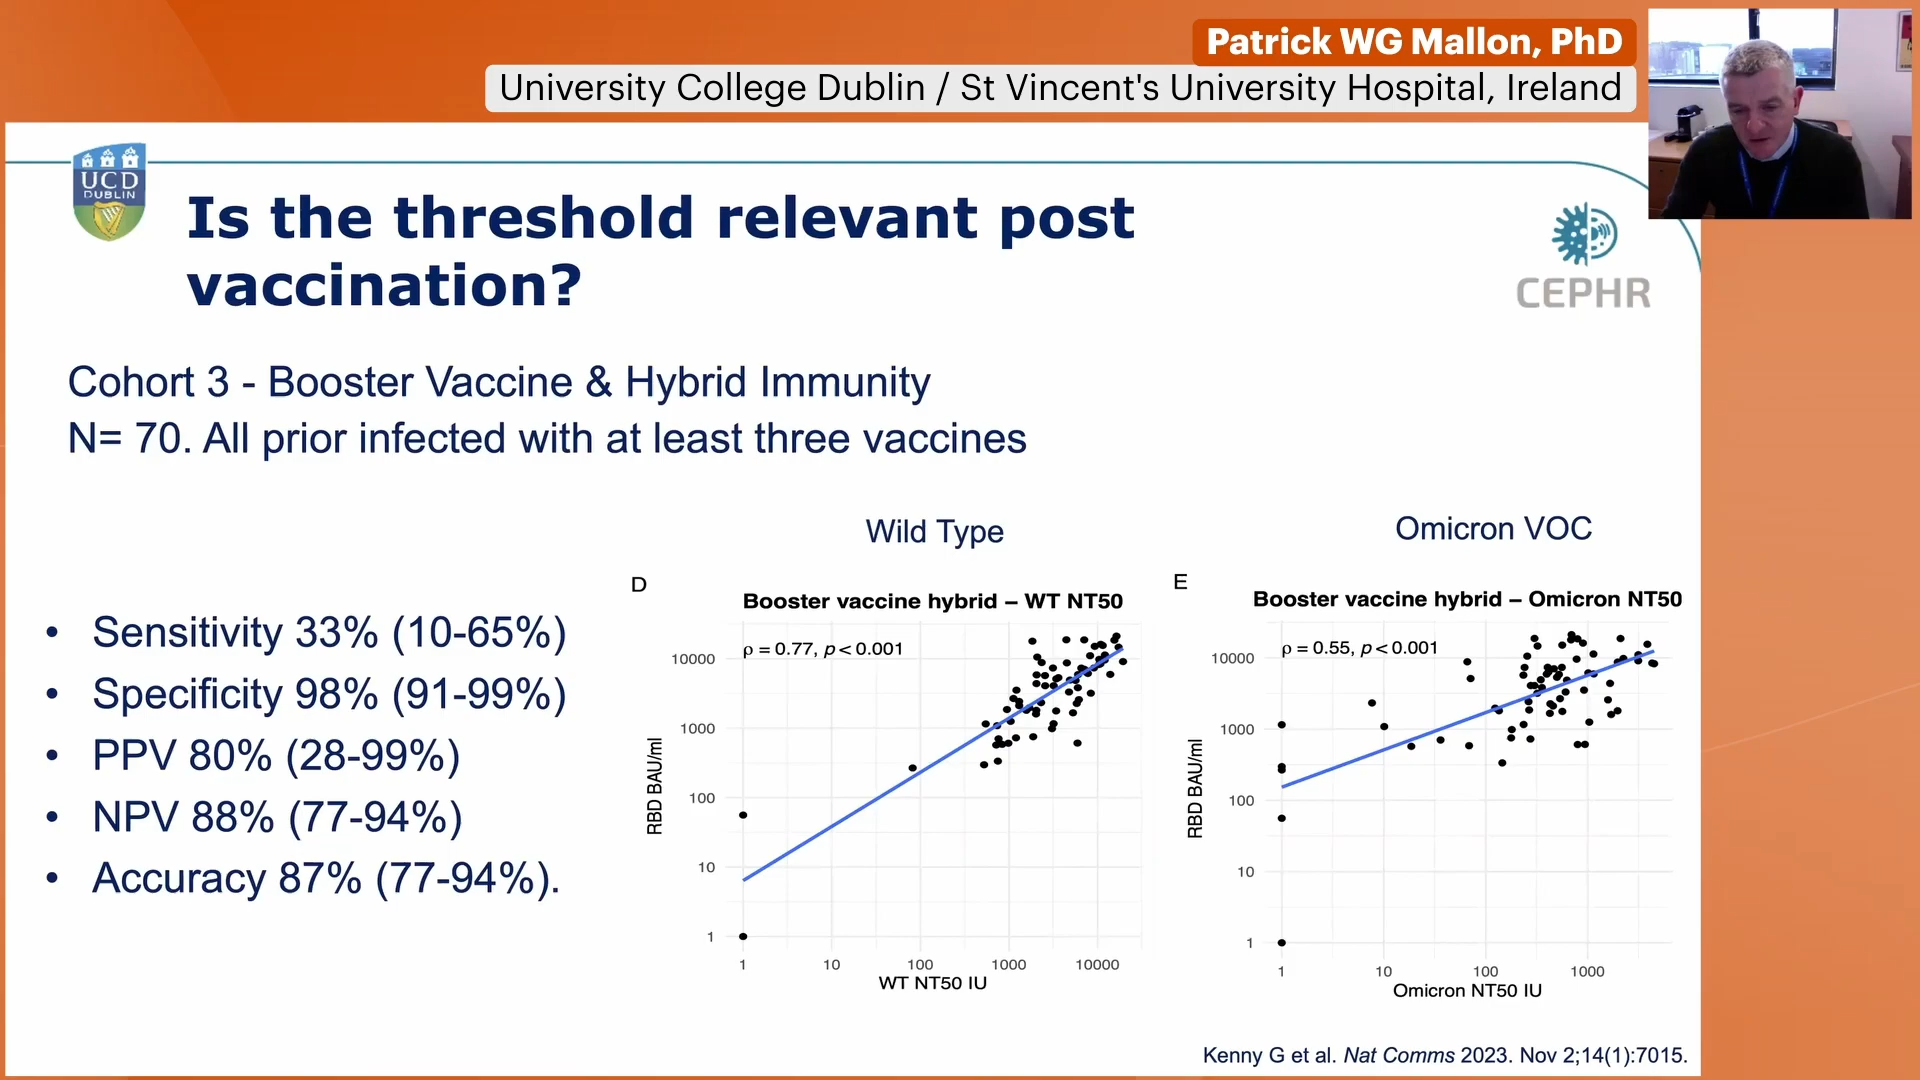 Patrick WG Mallon, PhD
University College Dublin / St Vincent's University Hospital, Ireland
UCD
DUBLIN
Is the threshold relevant post
vaccination?
CEPHR
Cohort 3 - Booster Vaccine & Hybrid Immunity
N= 70. All prior infected with at least three vaccines
• Sensitivity 33% (10-65%)
• Specificity 98% (91-99%)
• PPV 80% (28-99%)
• NPV 88% (77-94%)
• Accuracy 87% (77-94%).
Wild Type
D
Booster vaccine hybrid – WT NT50
ρ = 0.77, p < 0.001
RBD BAU/ml
10000
1000
100
10
1
1 10 100 1000 10000
WT NT50 IU
Omicron VOC
E
Booster vaccine hybrid – Omicron NT50
ρ = 0.55, p < 0.001
RBD BAU/ml
10000
1000
100
10
1
1 10 100 1000
Omicron NT50 IU
Kenny G et al. Nat Comms 2023. Nov 2;14(1):7015.